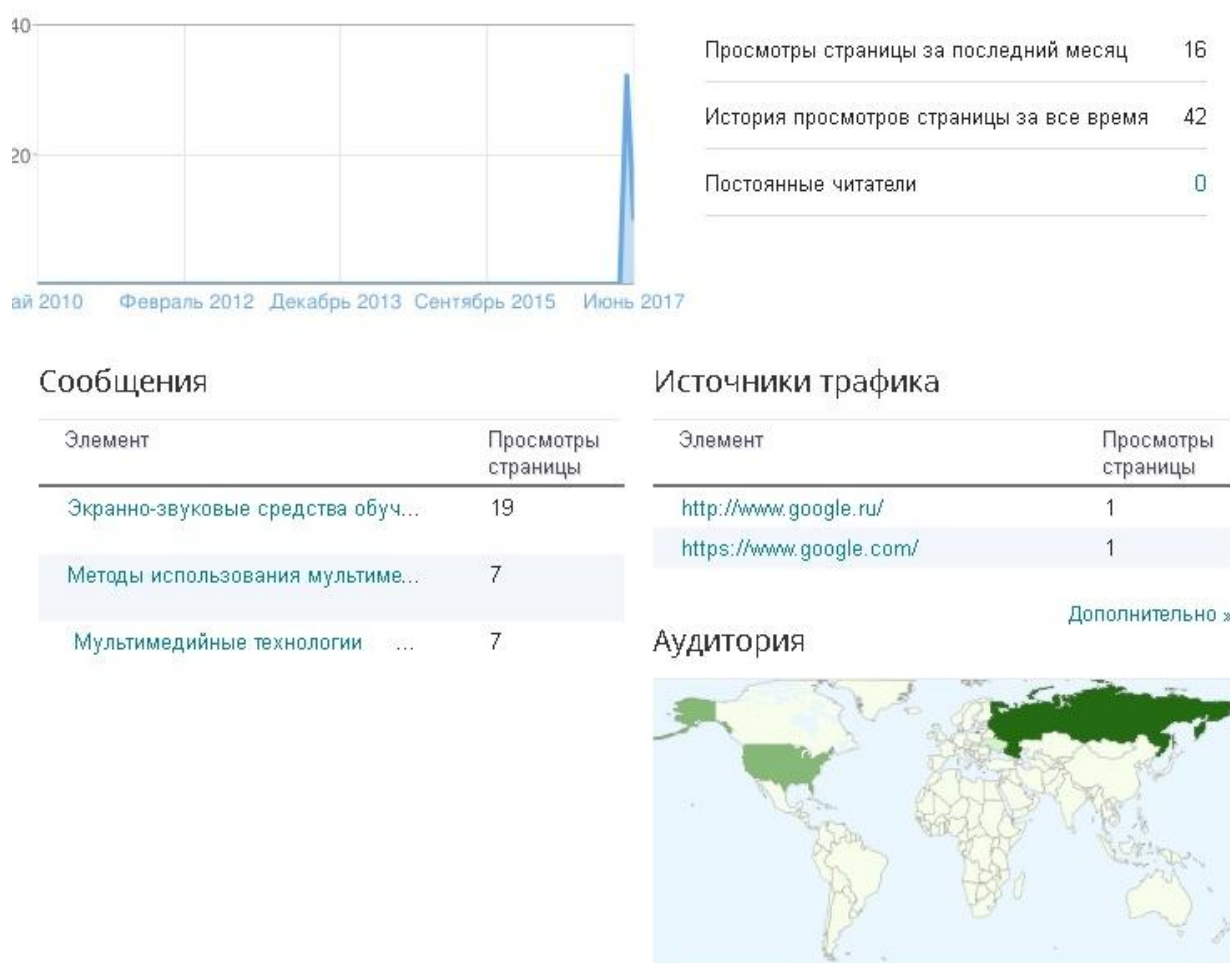 40
20
ай 2010 Февраль 2012 Декабрь 2013 Сентябрь 2015 Июнь 2017
Просмотры страницы за последний месяц 16
История просмотров страницы за все время 42
Постоянные читатели 0
Сообщения
Элемент Просмотры
страницы
Экранно-звуковые средства обуч... 19
Методы использования мультиме... 7
Мультимедийные технологии ... 7
Источники трафика
Элемент Просмотры
страницы
http://www.google.ru/ 1
https://www.google.com/ 1
Дополнительно »
Аудитория